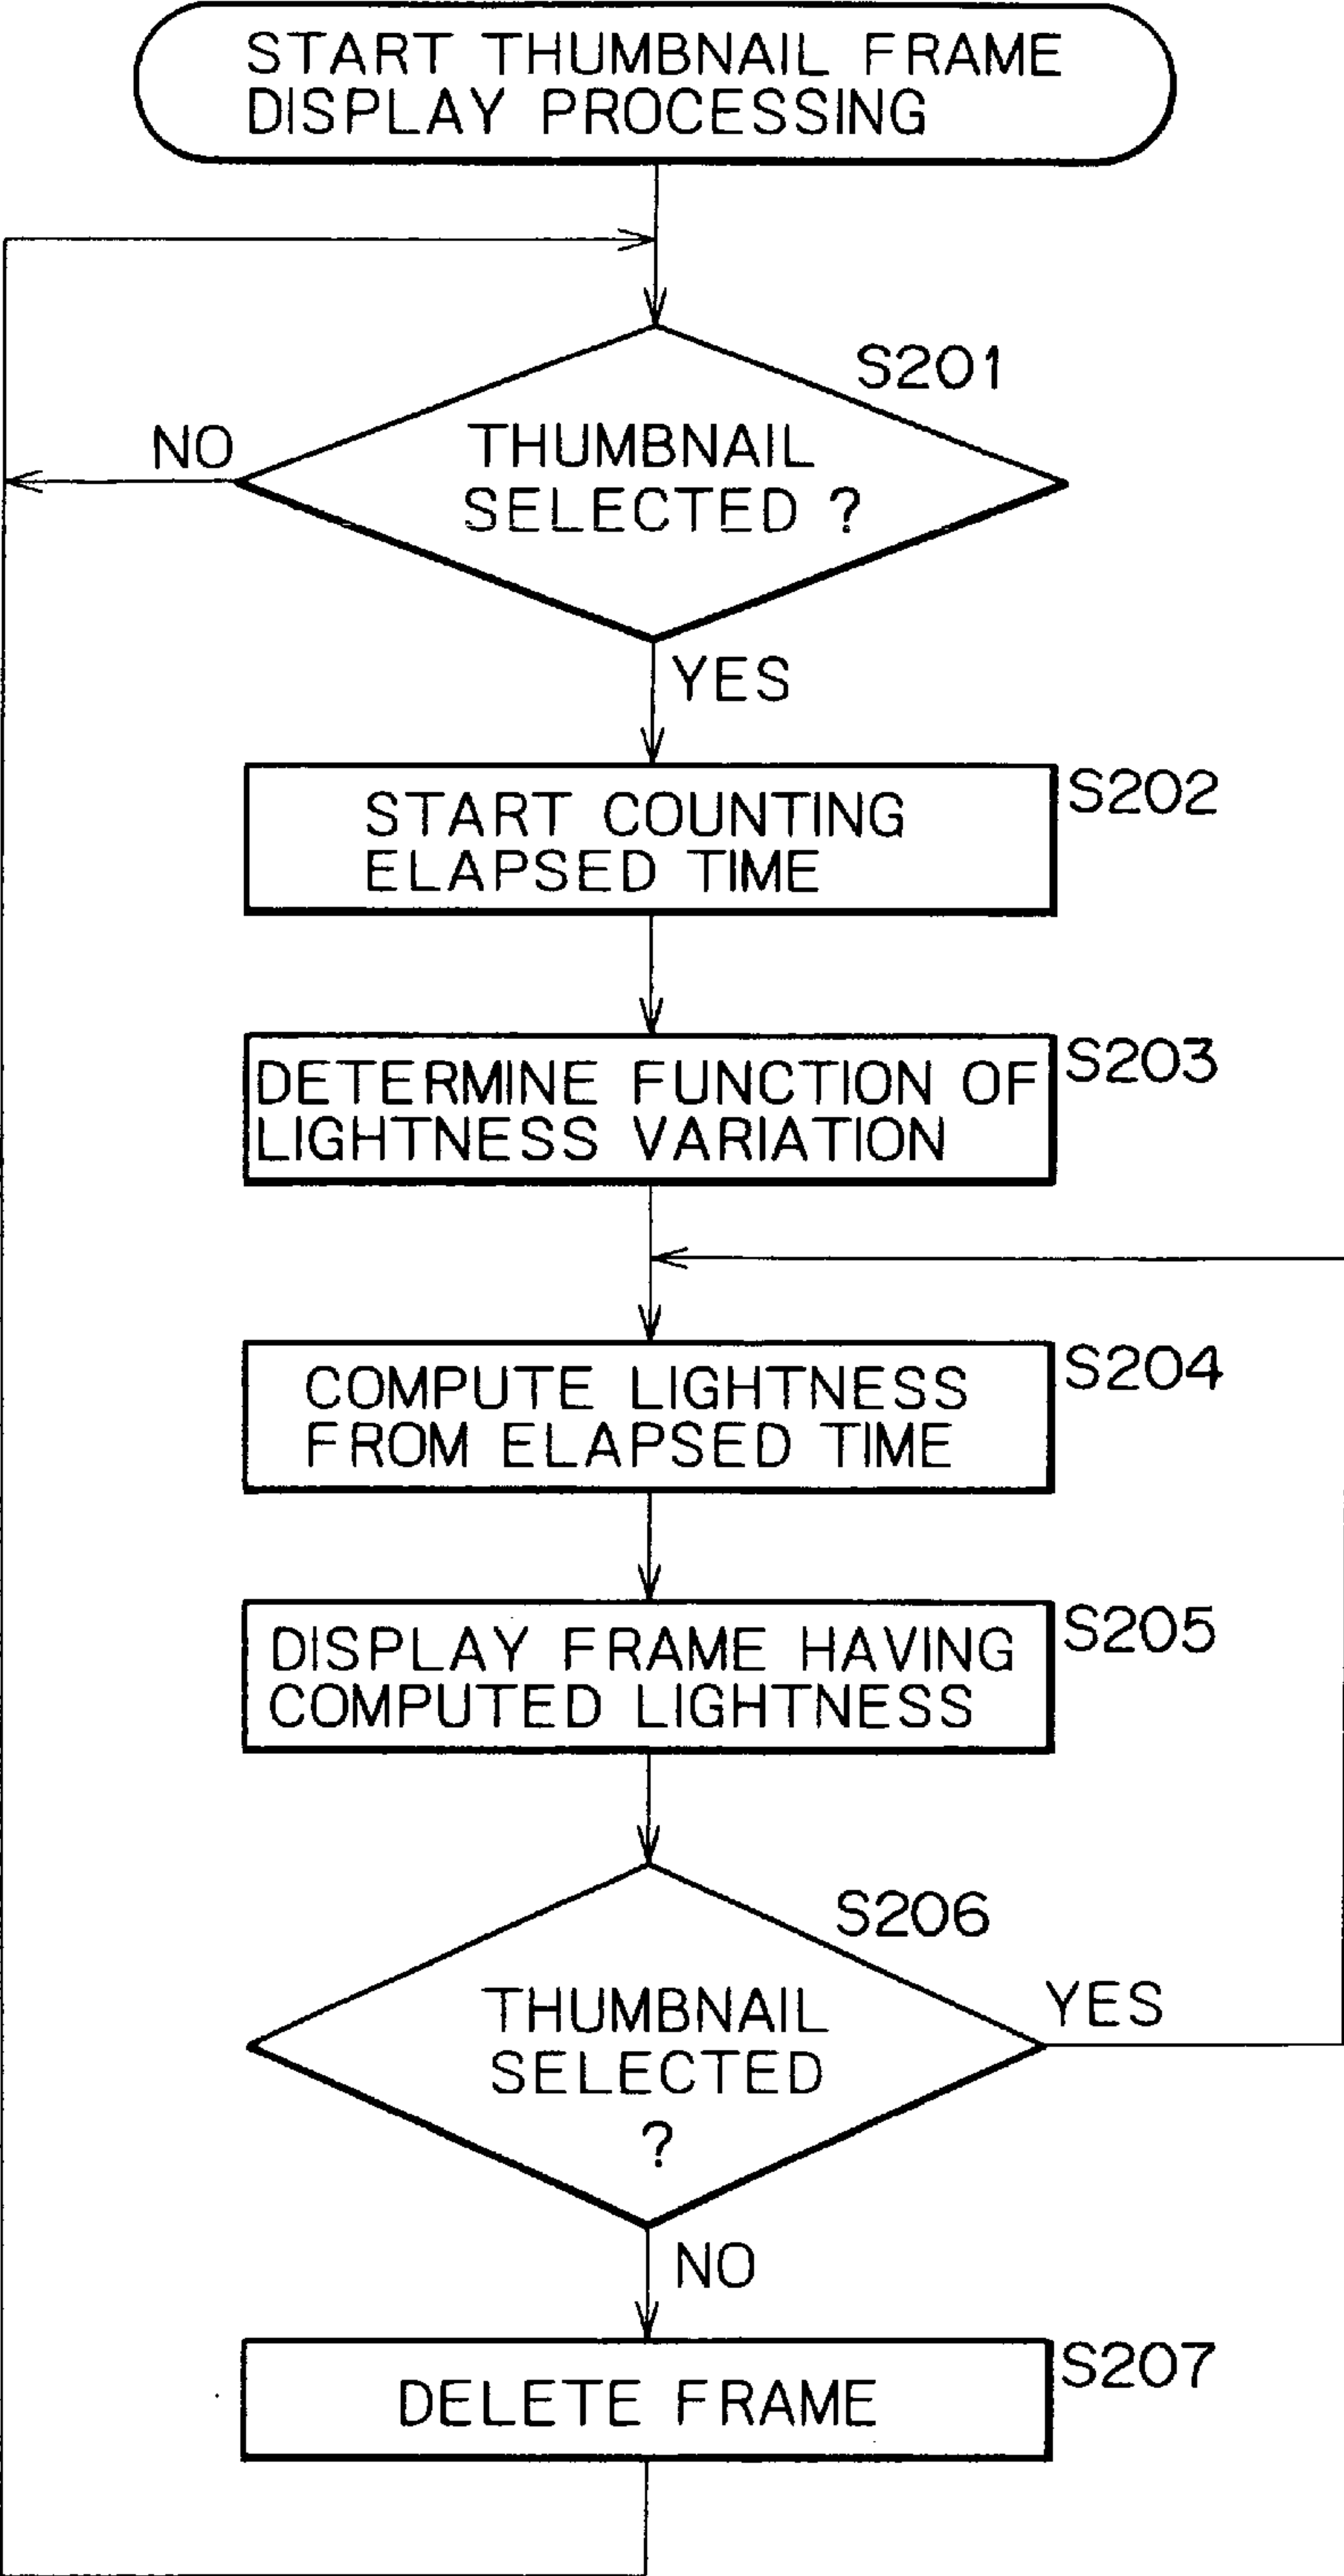 START THUMBNAIL FRAME
DISPLAY PROCESSING
S201
NO
THUMBNAIL
SELECTED ?
YES
S202
START COUNTING
ELAPSED TIME
S203
DETERMINE FUNCTION OF
LIGHTNESS VARIATION
S204
COMPUTE LIGHTNESS
FROM ELAPSED TIME
S205
DISPLAY FRAME HAVING
COMPUTED LIGHTNESS
S206
YES
THUMBNAIL
SELECTED
?
NO
S207
DELETE FRAME